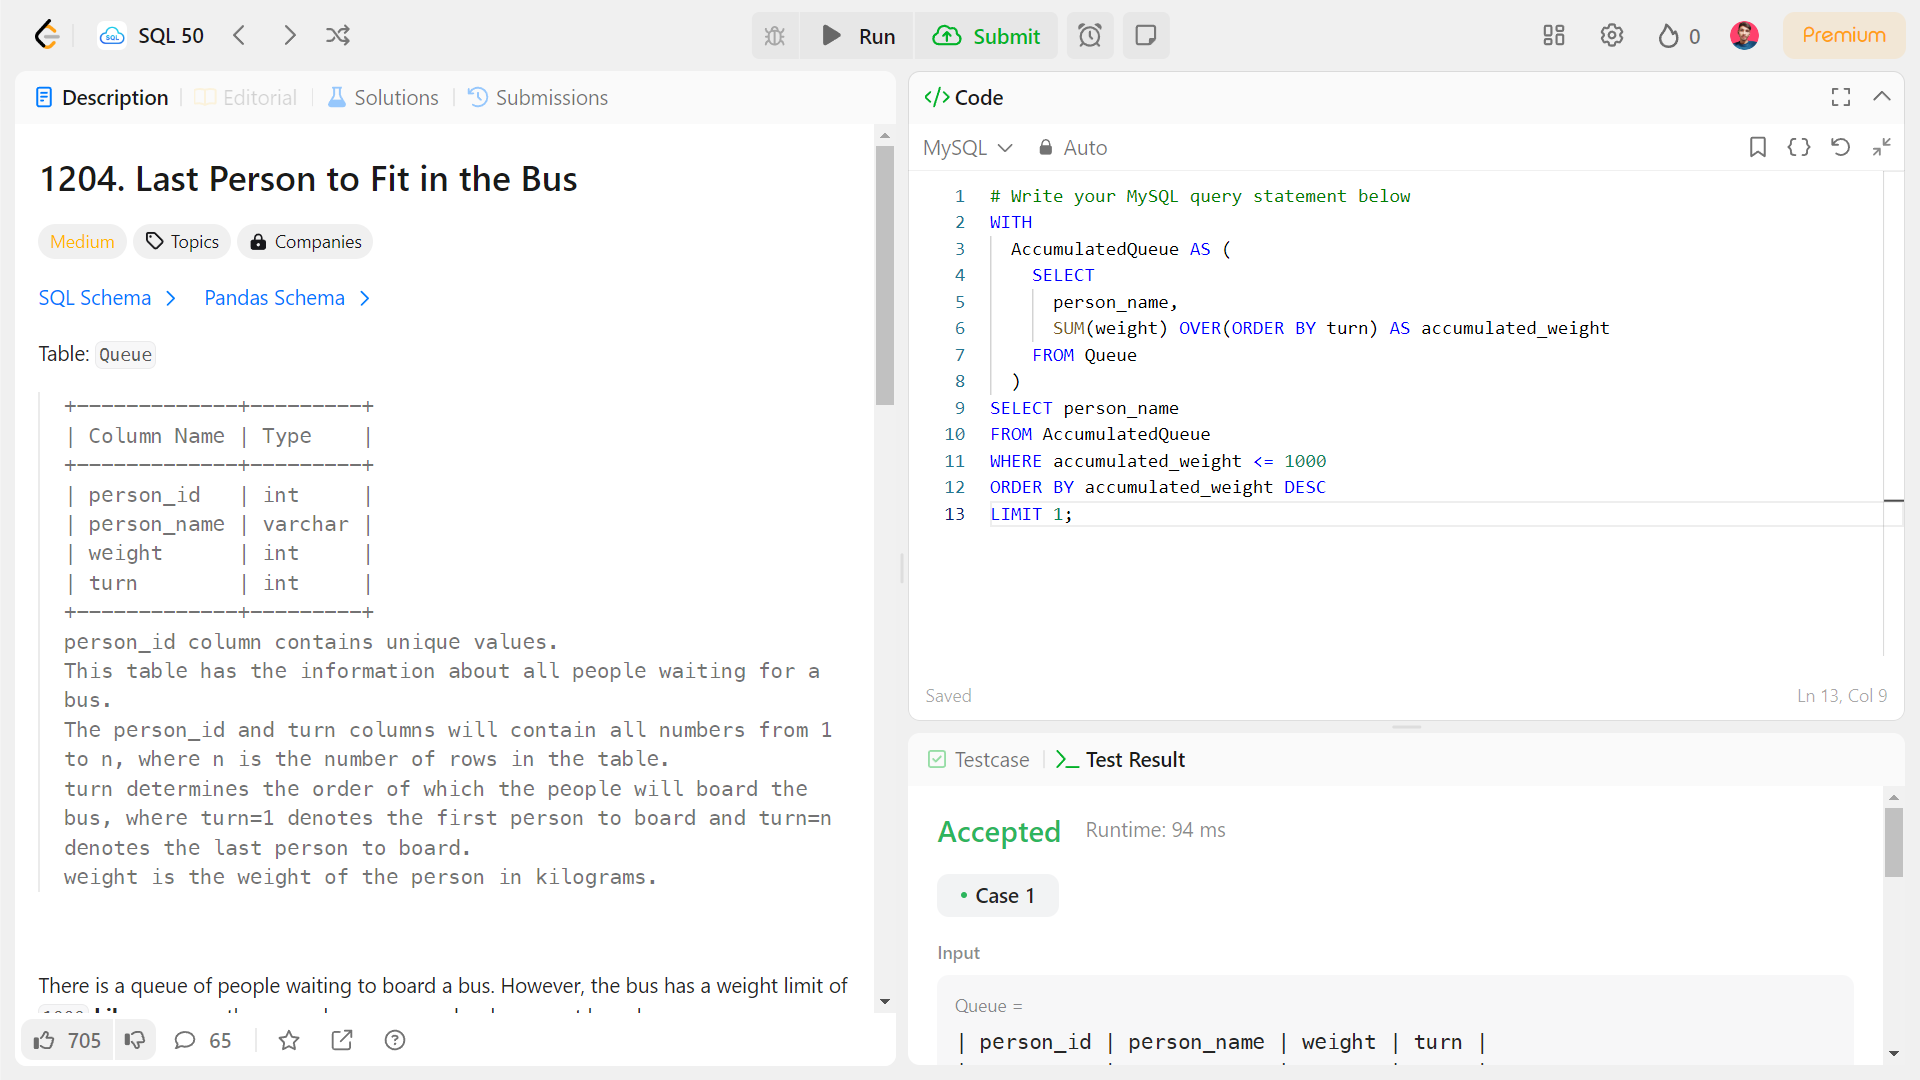 SQL 50
Run
Submit
0
Premium
Description
Editorial
Solutions
Submissions
1204. Last Person to Fit in the Bus
Medium
Topics
Companies
SQL Schema
Pandas Schema
Table: Queue
+-------------+---------+
| Column Name | Type    |
+-------------+---------+
| person_id   | int     |
| person_name | varchar |
| weight      | int     |
| turn        | int     |
+-------------+---------+
person_id column contains unique values.
This table has the information about all people waiting for a
bus.
The person_id and turn columns will contain all numbers from 1
to n, where n is the number of rows in the table.
turn determines the order of which the people will board the
bus, where turn=1 denotes the first person to board and turn=n
denotes the last person to board.
weight is the weight of the person in kilograms.
There is a queue of people waiting to board a bus. However, the bus has a weight limit of
705
65
</> Code
MySQL
Auto
1 # Write your MySQL query statement below
2 WITH
3   AccumulatedQueue AS (
4     SELECT
5       person_name,
6       SUM(weight) OVER(ORDER BY turn) AS accumulated_weight
7     FROM Queue
8   )
9 SELECT person_name
10 FROM AccumulatedQueue
11 WHERE accumulated_weight <= 1000
12 ORDER BY accumulated_weight DESC
13 LIMIT 1;
Saved
Ln 13, Col 9
Testcase
Test Result
Accepted
Runtime: 94 ms
Case 1
Input
Queue =
| person_id | person_name | weight | turn |